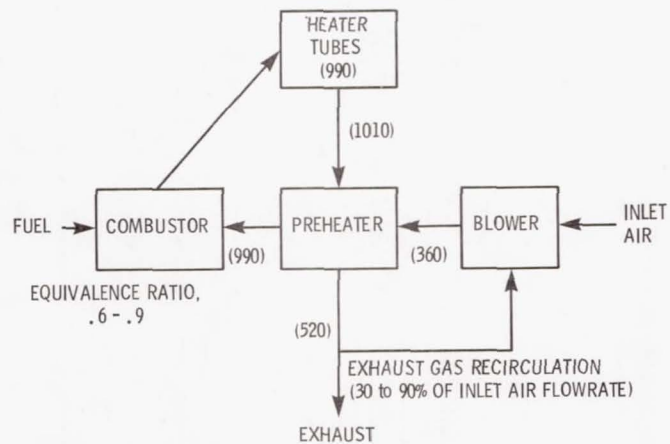 HEATER
TUBES
(990)
(1010)
FUEL
COMBUSTOR
PREHEATER
BLOWER
INLET
AIR
(990)
(360)
EQUIVALENCE RATIO,
.6 - .9
(520)
EXHAUST GAS RECIRCULATION
(30 to 90% OF INLET AIR FLOWRATE)
EXHAUST